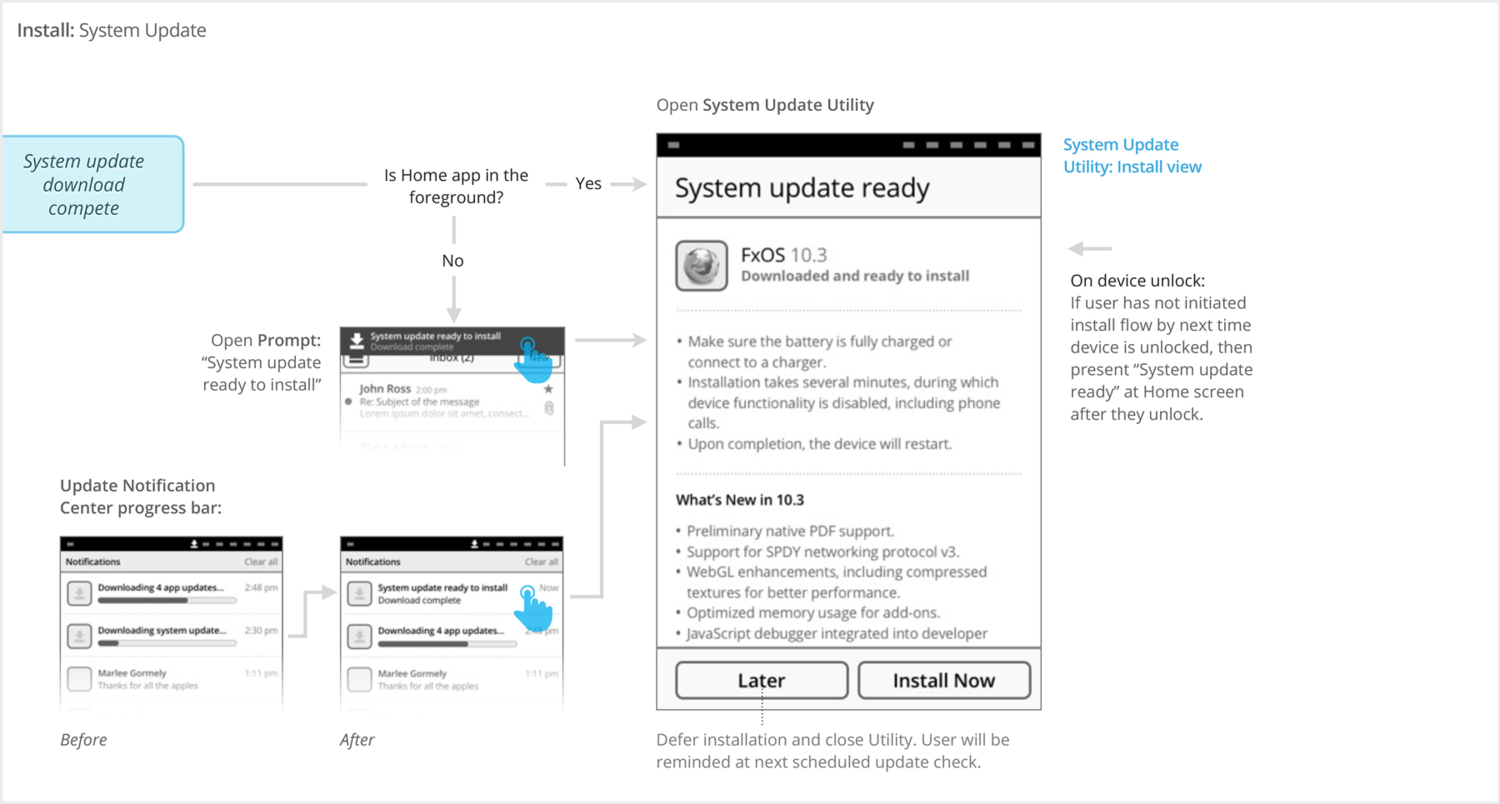 Install: System Update
System update
download
compete
Is Home app in the
foreground?
Yes
No
Open Prompt:
“System update
ready to install”
System update ready to install
Download complete
Inbox (2)
New
John Ross 2:00 pm
Re: Subject of the message
Lorem ipsum dolor sit amet, consect...
Update Notification
Center progress bar:
Notifications Clear all
Downloading 4 app updates... 2:48 pm
Downloading system update... 2:30 pm
Marlee Gormely 1:11 pm
Thanks for all the apples
Before
Notifications Clear all
System update ready to install Now
Download complete
Downloading 4 app updates... 2:48 pm
Marlee Gormely 1:11 pm
Thanks for all the apples
After
Open System Update Utility
System update ready
FxOS 10.3
Downloaded and ready to install
• Make sure the battery is fully charged or
connect to a charger.
• Installation takes several minutes, during which
device functionality is disabled, including phone
calls.
• Upon completion, the device will restart.
What's New in 10.3
• Preliminary native PDF support.
• Support for SPDY networking protocol v3.
• WebGL enhancements, including compressed
textures for better performance.
• Optimized memory usage for add-ons.
• JavaScript debugger integrated into developer
Later
Install Now
Defer installation and close Utility. User will be
reminded at next scheduled update check.
System Update
Utility: Install view
On device unlock:
If user has not initiated
install flow by next time
device is unlocked, then
present “System update
ready” at Home screen
after they unlock.